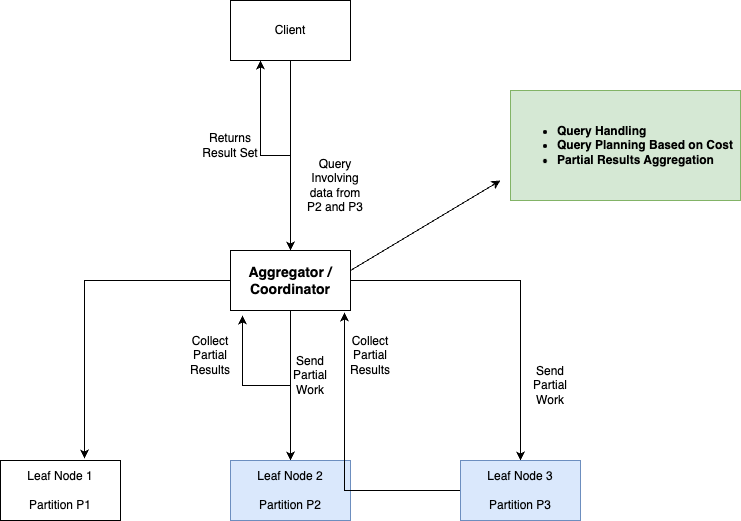 Client
Returns
Result Set
Query
Involving
data from
P2 and P3
• Query Handling
• Query Planning Based on Cost
• Partial Results Aggregation
Aggregator /
Coordinator
Collect
Partial
Results
Send
Partial
Work
Collect
Partial
Results
Send
Partial
Work
Leaf Node 1
Partition P1
Leaf Node 2
Partition P2
Leaf Node 3
Partition P3